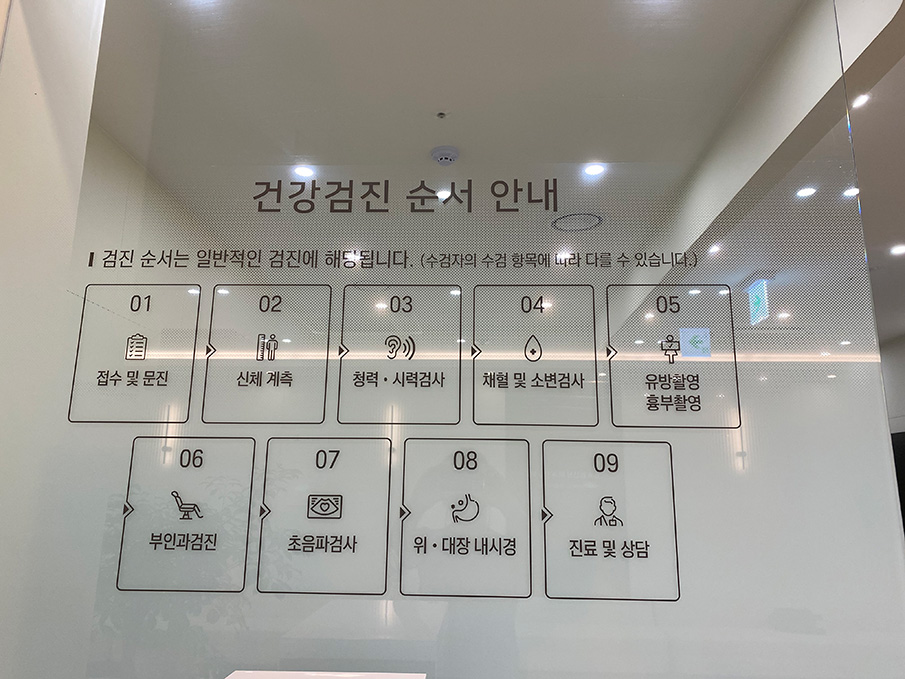 건강검진 순서 안내
검진 순서는 일반적인 검진에 해당됩니다. (수검자의 수검 항목에 따라 다를 수 있습니다.)
01
접수 및 문진
02
신체 계측
03
청력・시력검사
04
채혈 및 소변검사
05
유방촬영
흉부촬영
06
부인과검진
07
초음파검사
08
위・대장 내시경
09
진료 및 상담